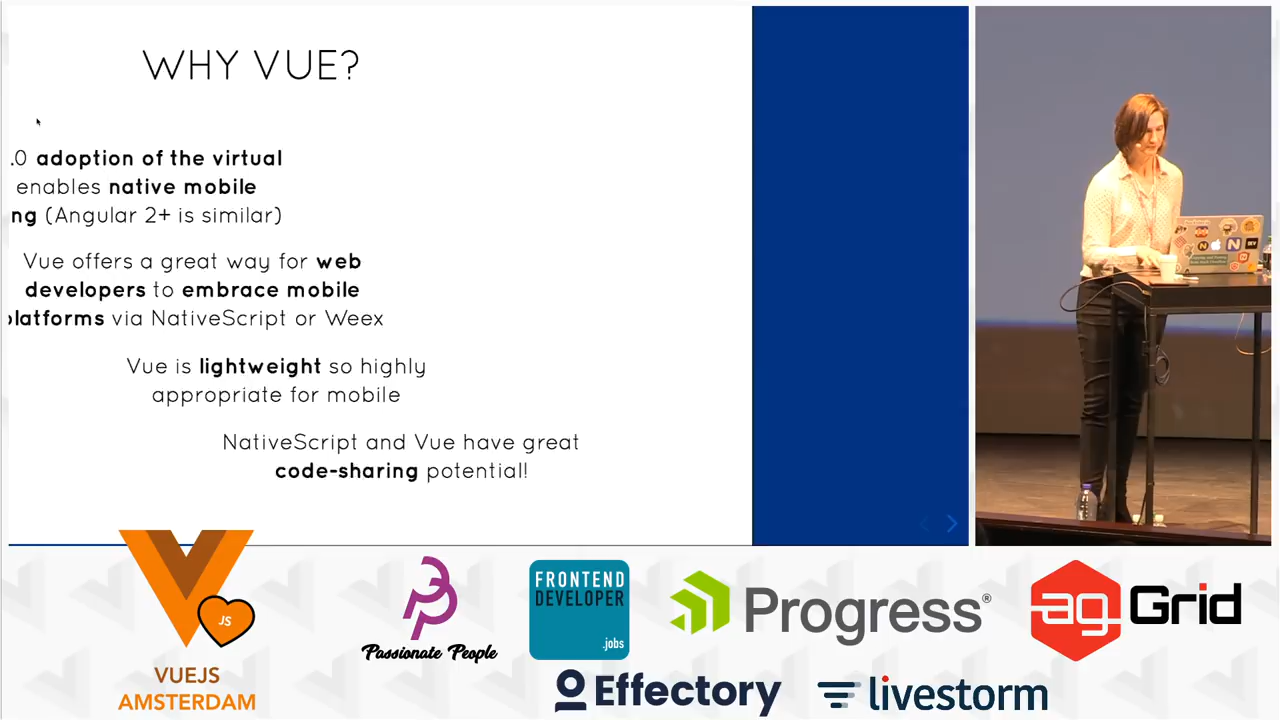 WHY VUE?
.0 adoption of the virtual
enables native mobile
ng (Angular 2+ is similar)
Vue offers a great way for web
developers to embrace mobile
platforms via NativeScript or Weex
Vue is lightweight so highly
appropriate for mobile
NativeScript and Vue have great
code-sharing potential!
JS
VUEJS
AMSTERDAM
Passionate People
FRONTEND
DEVELOPER
.jobs
Progress®
ag Grid
Effectory
livestorm